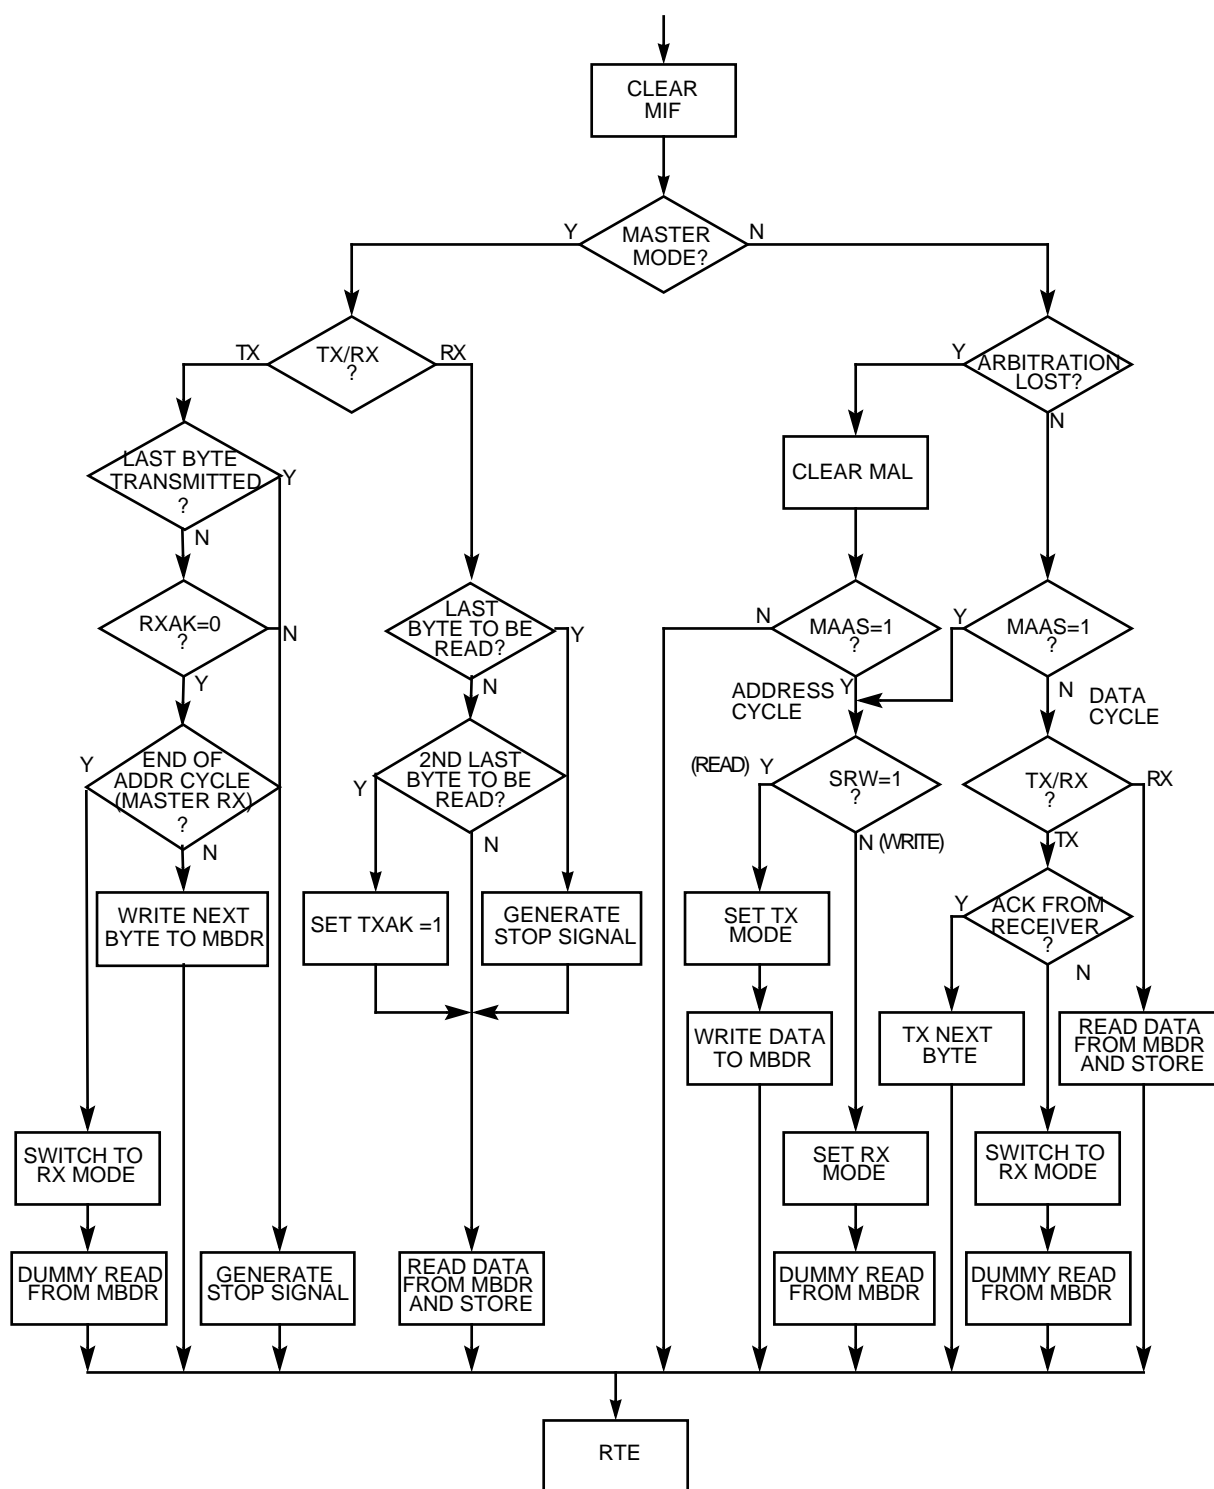 CLEAR
MIF
Y
MASTER
MODE?
N
TX
TX/RX
?
RX
Y
ARBITRATION
LOST?
N
LAST BYTE
TRANSMITTED
?
Y
N
CLEAR MAL
RXAK=0
?
N
Y
LAST
BYTE TO BE
READ?
Y
N
N
MAAS=1
?
Y
Y
MAAS=1
?
N
ADDRESS
CYCLE
DATA
CYCLE
Y
END OF
ADDR CYCLE
(MASTER RX)
?
N
Y
2ND LAST
BYTE TO BE
READ?
N
(READ)
Y
SRW=1
?
N (WRITE)
TX/RX
?
RX
TX
WRITE NEXT
BYTE TO MBDR
SET TXAK =1
GENERATE
STOP SIGNAL
SET TX
MODE
Y
ACK FROM
RECEIVER
?
N
WRITE DATA
TO MBDR
TX NEXT
BYTE
READ DATA
FROM MBDR
AND STORE
SWITCH TO
RX MODE
SET RX
MODE
SWITCH TO
RX MODE
DUMMY READ
FROM MBDR
GENERATE
STOP SIGNAL
READ DATA
FROM MBDR
AND STORE
DUMMY READ
FROM MBDR
DUMMY READ
FROM MBDR
RTE